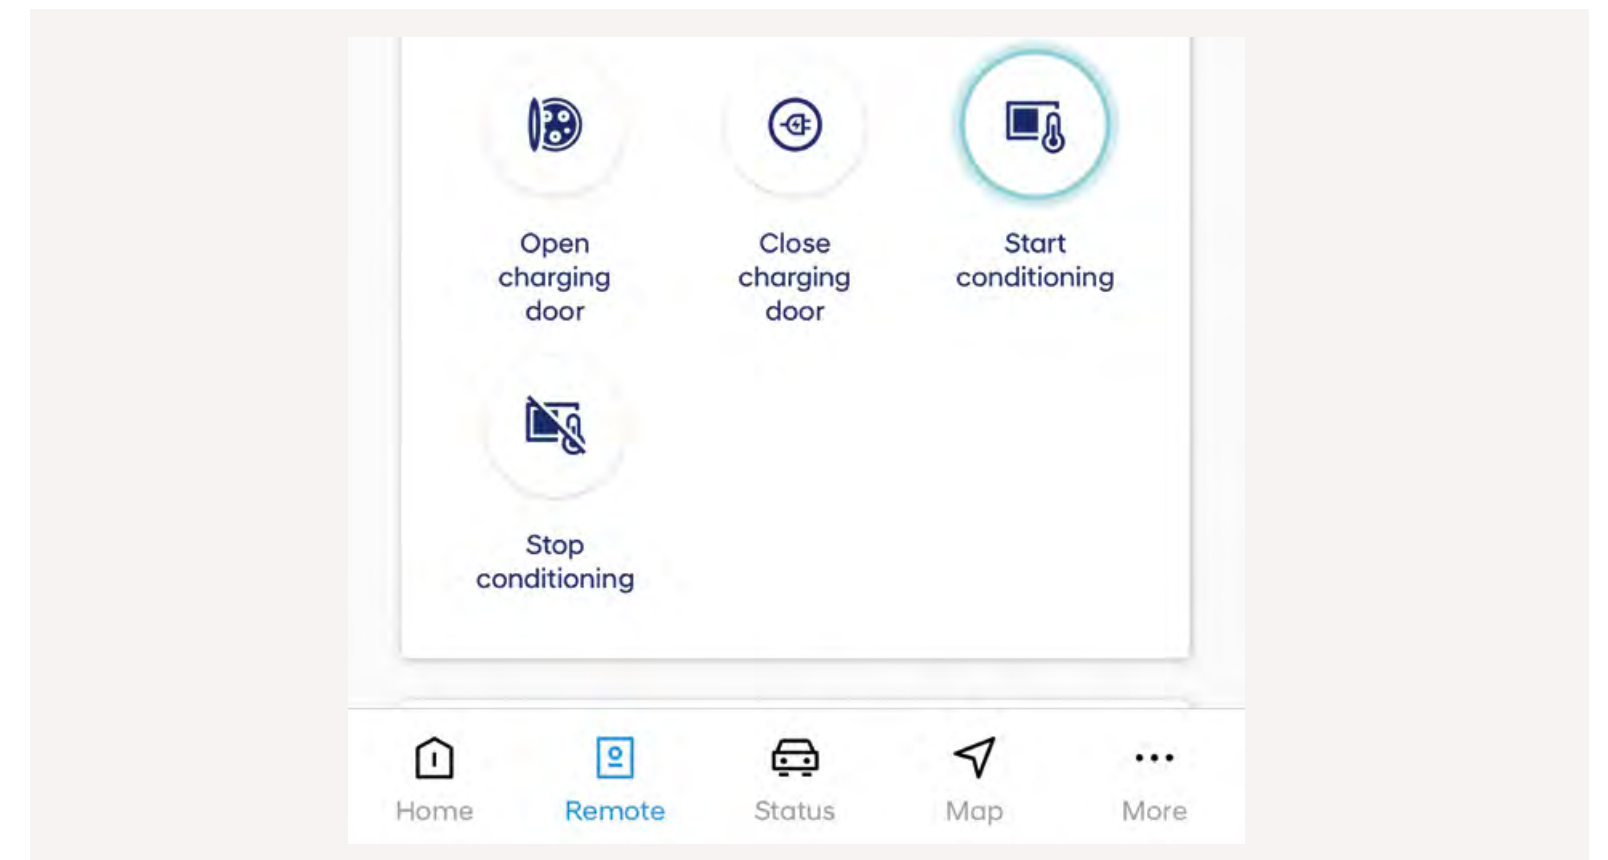 Open
charging
door
Close
charging
door
Start
conditioning
Stop
conditioning
Home
Remote
Status
Map
More